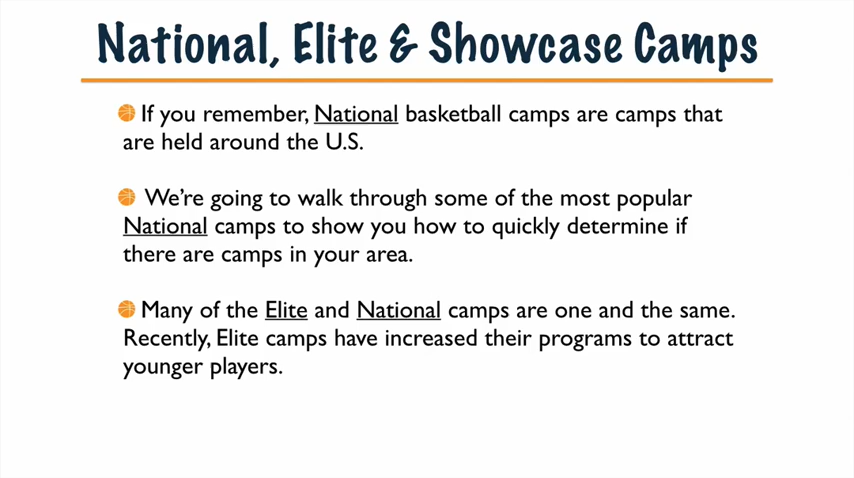 National, Elite & Showcase Camps
If you remember, National basketball camps are camps that
are held around the U.S.
We're going to walk through some of the most popular
National camps to show you how to quickly determine if
there are camps in your area.
Many of the Elite and National camps are one and the same.
Recently, Elite camps have increased their programs to attract
younger players.